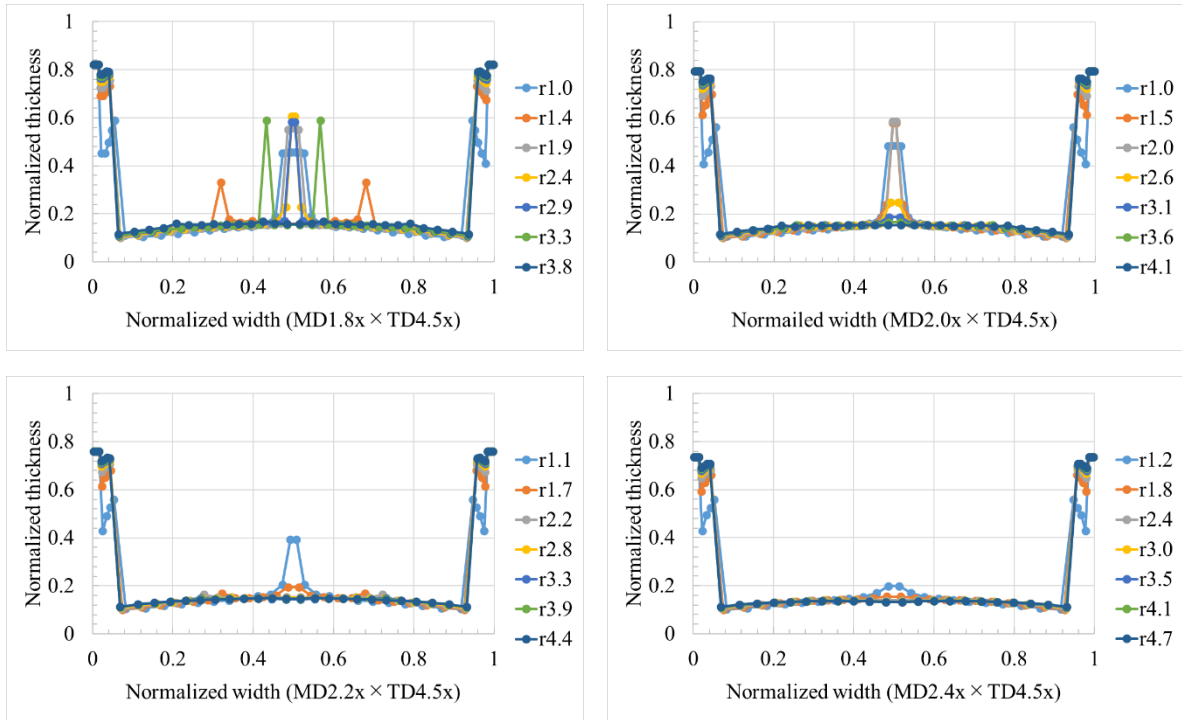 1
0.8
0.6
0.4
0.2
0
Normalized thickness
0 0.2 0.4 0.6 0.8 1
Normalized width (MD1.8x × TD4.5x)
r1.0
r1.4
r1.9
r2.4
r2.9
r3.3
r3.8
1
0.8
0.6
0.4
0.2
0
Normalized thickness
0 0.2 0.4 0.6 0.8 1
Normailed width (MD2.0x × TD4.5x)
r1.0
r1.5
r2.0
r2.6
r3.1
r3.6
r4.1
1
0.8
0.6
0.4
0.2
0
Normalized thickness
0 0.2 0.4 0.6 0.8 1
Normalized width (MD2.2x × TD4.5x)
r1.1
r1.7
r2.2
r2.8
r3.3
r3.9
r4.4
1
0.8
0.6
0.4
0.2
0
Normalized thickness
0 0.2 0.4 0.6 0.8 1
Normalized width (MD2.4x × TD4.5x)
r1.2
r1.8
r2.4
r3.0
r3.5
r4.1
r4.7